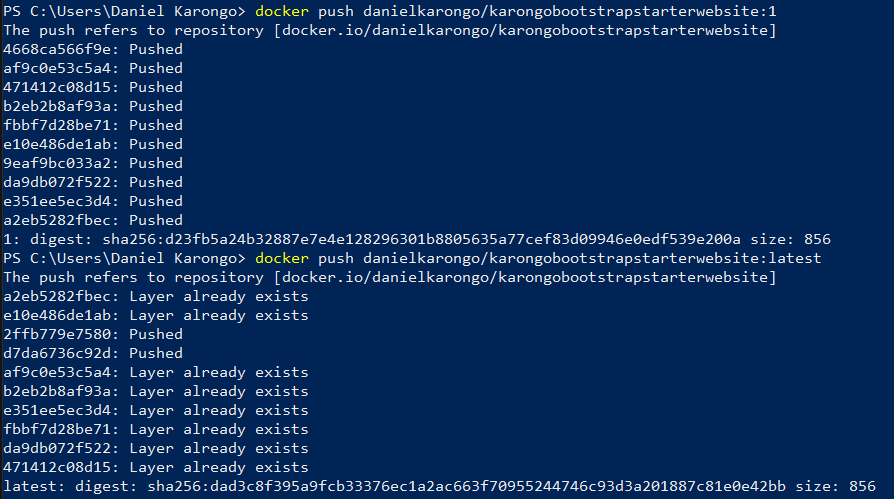 PS C:\Users\Daniel Karongo> docker push danielkarongo/karongobootstrapstarterwebsite:1
The push refers to repository [docker.io/danielkarongo/karongobootstrapstarterwebsite]
4668ca566f9e: Pushed
af9c0e53c5a4: Pushed
471412c08d15: Pushed
b2eb2b8af93a: Pushed
fbbf7d28be71: Pushed
e10e486de1ab: Pushed
9eaf9bc033a2: Pushed
da9db072f522: Pushed
e351ee5ec3d4: Pushed
a2eb5282fbec: Pushed
1: digest: sha256:d23fb5a24b32887e7e4e128296301b8805635a77cef83d09946e0edf539e200a size: 856
PS C:\Users\Daniel Karongo> docker push danielkarongo/karongobootstrapstarterwebsite:latest
The push refers to repository [docker.io/danielkarongo/karongobootstrapstarterwebsite]
a2eb5282fbec: Layer already exists
e10e486de1ab: Layer already exists
2ffb779e7580: Pushed
d7da6736c92d: Pushed
af9c0e53c5a4: Layer already exists
b2eb2b8af93a: Layer already exists
e351ee5ec3d4: Layer already exists
fbbf7d28be71: Layer already exists
da9db072f522: Layer already exists
471412c08d15: Layer already exists
latest: digest: sha256:dad3c8f395a9fcb33376ec1a2ac663f70955244746c93d3a201887c81e0e42bb size: 856